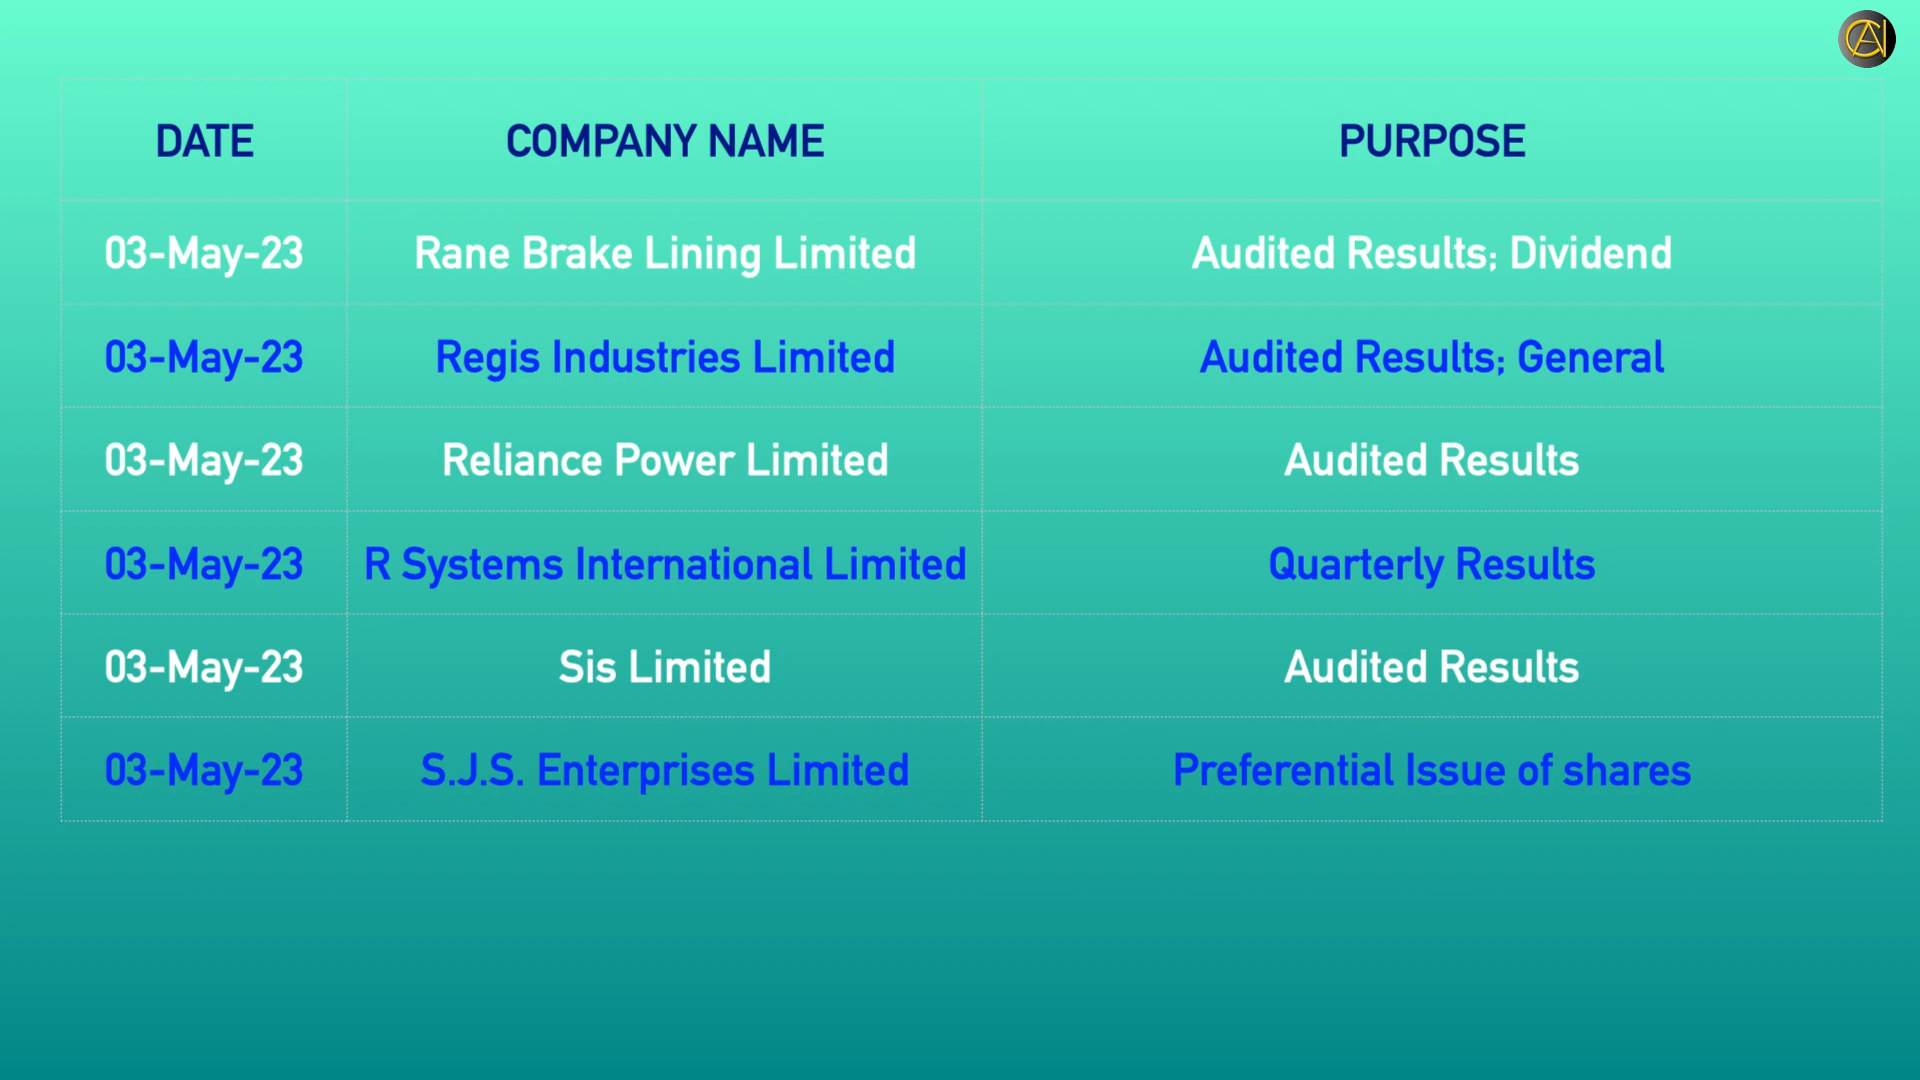 DATE COMPANY NAME PURPOSE
03-May-23 Rane Brake Lining Limited Audited Results; Dividend
03-May-23 Regis Industries Limited Audited Results; General
03-May-23 Reliance Power Limited Audited Results
03-May-23 R Systems International Limited Quarterly Results
03-May-23 Sis Limited Audited Results
03-May-23 S.J.S. Enterprises Limited Preferential Issue of shares